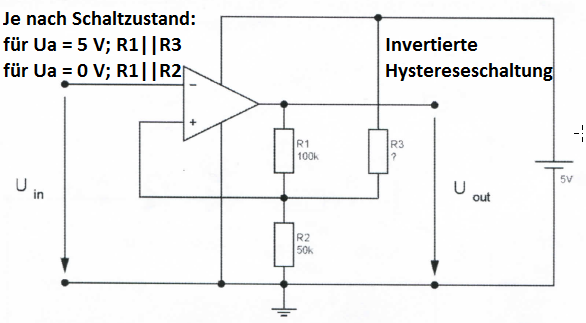 Je nach Schaltzustand:
für Ua = 5 V; R1||R3
für Ua = 0 V; R1||R2
Invertierte
Hystereseschaltung
-
+
R1
100k
R3
?
U in
U out
5V
R2
50k